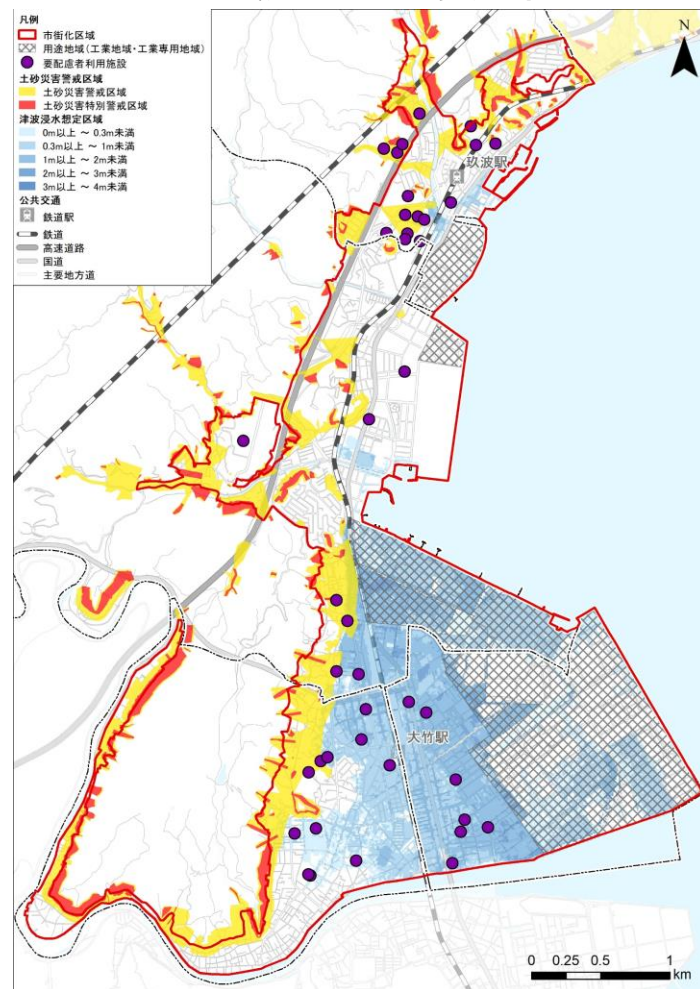 凡例
市街化区域
用途地域(工業地域・工業専用地域)
要配慮者利用施設
土砂災害警戒区域
土砂災害警戒区域
土砂災害特別警戒区域
津波浸水想定区域
0m以上 ~ 0.3m未満
0.3m以上 ~ 1m未満
1m以上 ~ 2m未満
2m以上 ~ 3m未満
3m以上 ~ 4m未満
公共交通
鉄道駅
鉄道
高速道路
国道
主要地方道
N
玖波駅
大竹駅
0 0.25 0.5 1
km